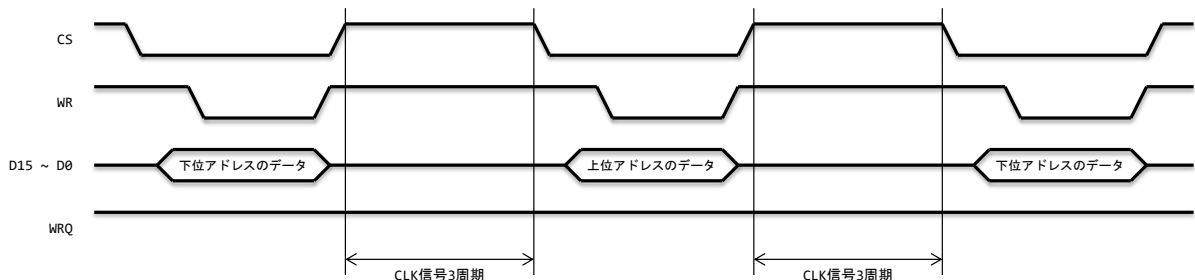 CS
WR
D15 ~ D0
下位アドレスのデータ
上位アドレスのデータ
下位アドレスのデータ
WRQ
CLK信号3周期
CLK信号3周期